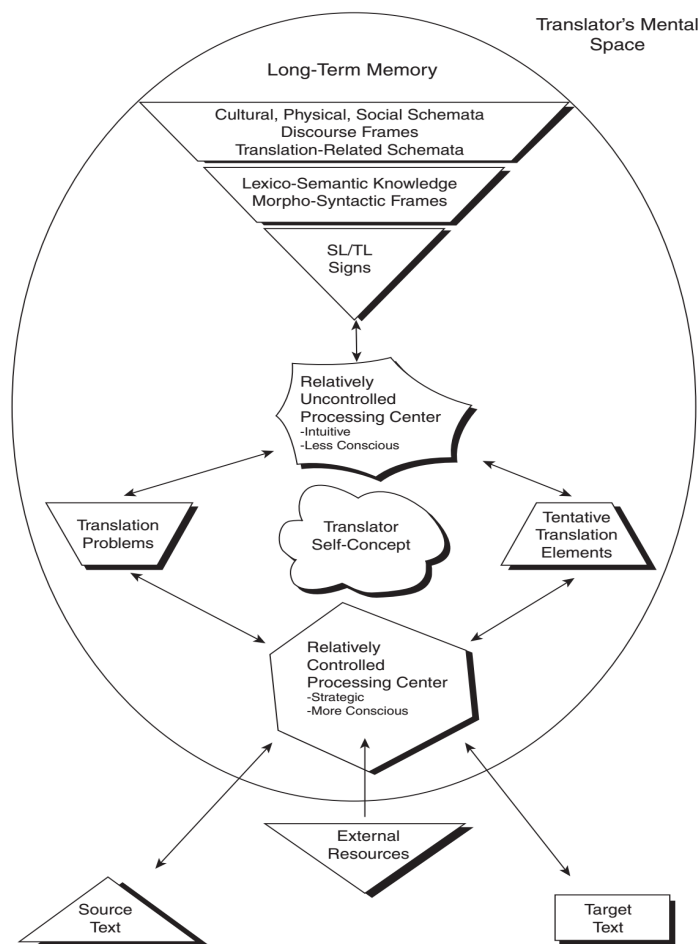 Translator's Mental
Space
Long-Term Memory
Cultural, Physical, Social Schemata
Discourse Frames
Translation-Related Schemata
Lexico-Semantic Knowledge
Morpho-Syntactic Frames
SL/TL
Signs
Relatively
Uncontrolled
Processing Center
-Intuitive
-Less Conscious
Translation
Problems
Translator
Self-Concept
Tentative
Translation
Elements
Relatively
Controlled
Processing Center
-Strategic
-More Conscious
External
Resources
Source
Text
Target
Text